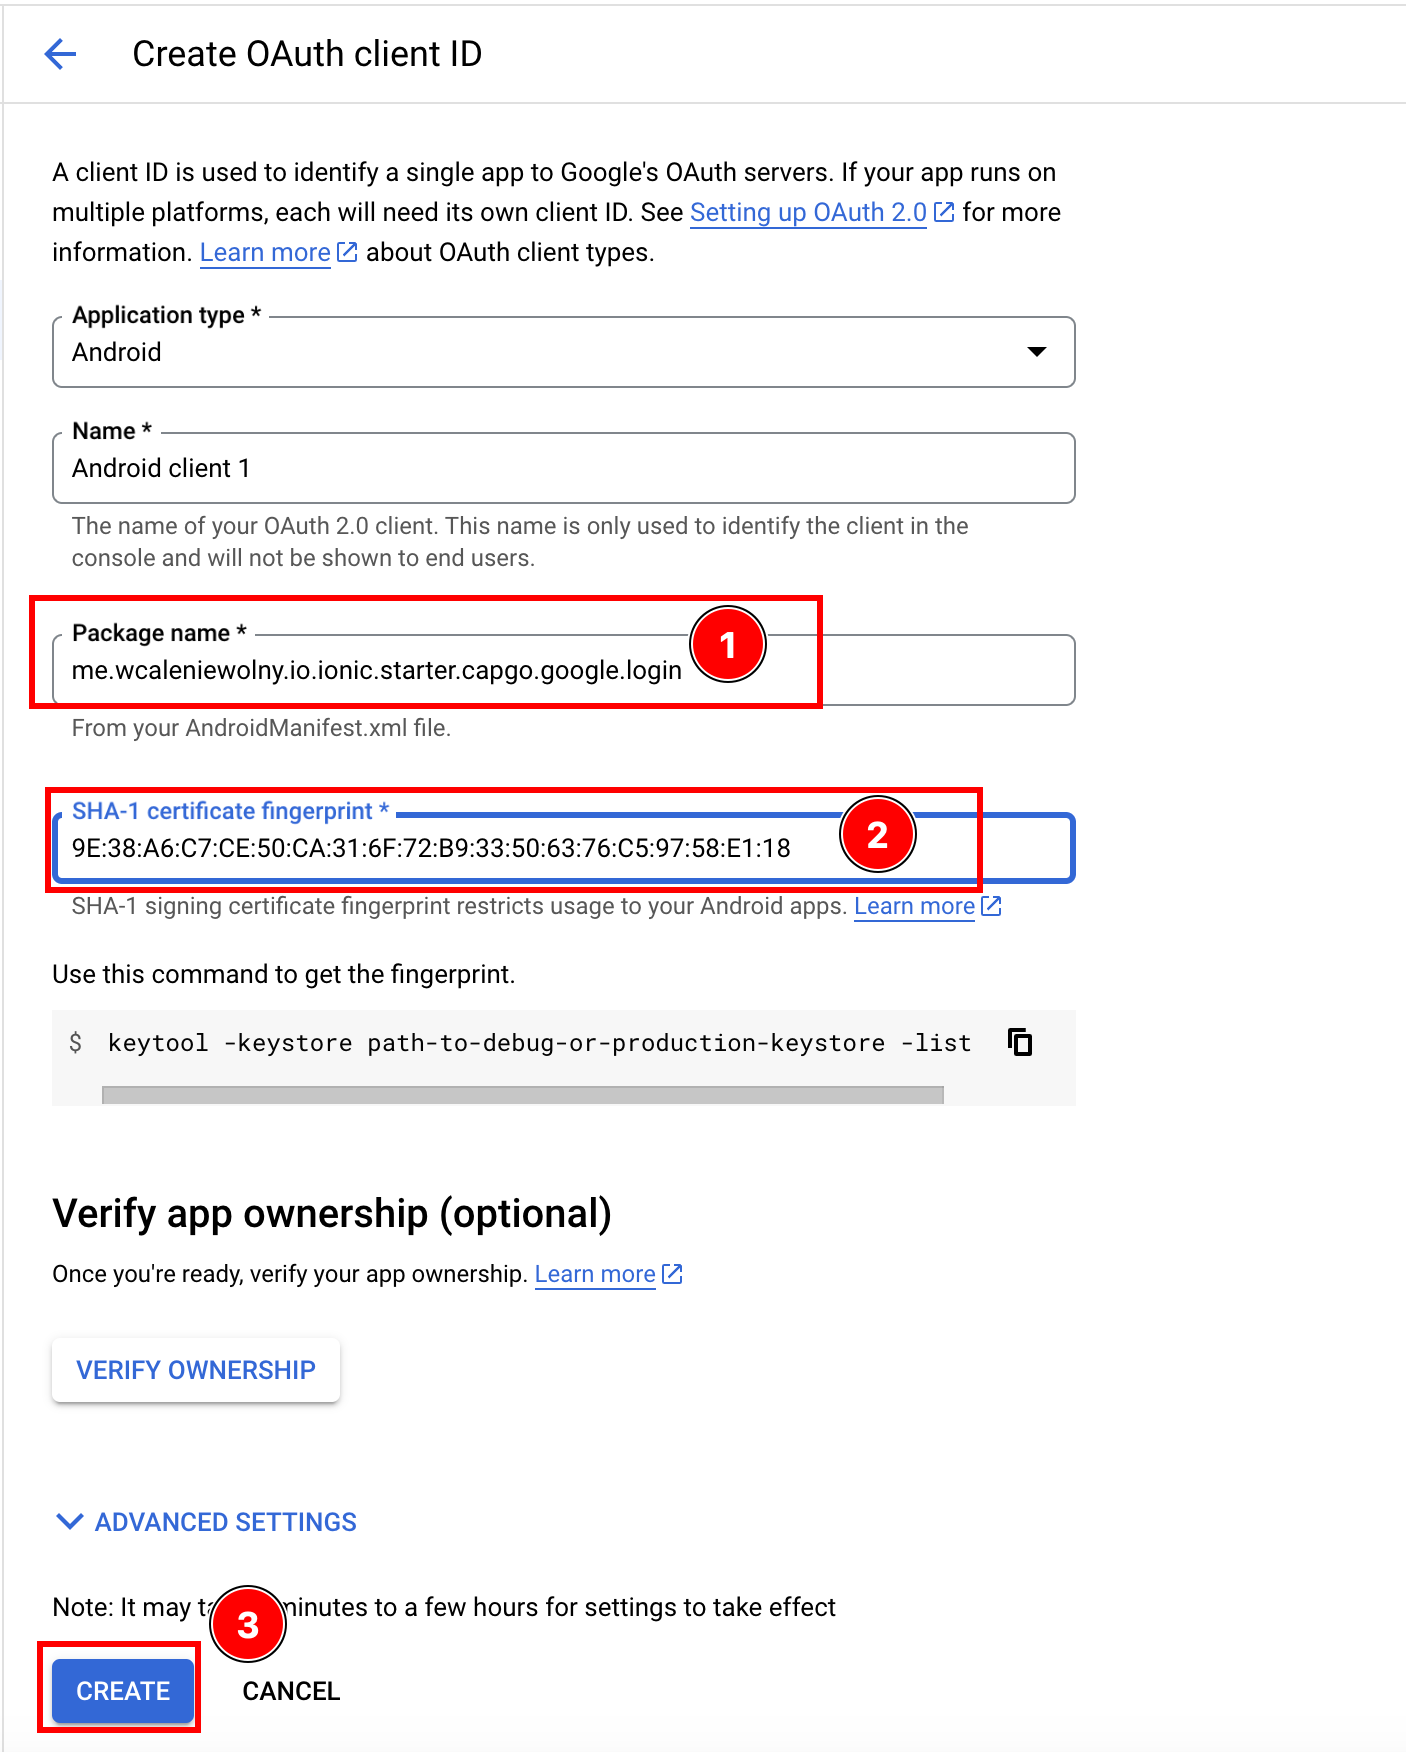 Create OAuth client ID
A client ID is used to identify a single app to Google's OAuth servers. If your app runs on
multiple platforms, each will need its own client ID. See Setting up OAuth 2.0 for more
information. Learn more about OAuth client types.
Application type *
Android
Name *
Android client 1
The name of your OAuth 2.0 client. This name is only used to identify the client in the
console and will not be shown to end users.
Package name *
1
me.wcaleniewolny.io.ionic.starter.capgo.google.login
From your AndroidManifest.xml file.
SHA-1 certificate fingerprint *
2
9E:38:A6:C7:CE:50:CA:31:6F:72:B9:33:50:63:76:C5:97:58:E1:18
SHA-1 signing certificate fingerprint restricts usage to your Android apps. Learn more
Use this command to get the fingerprint.
$ keytool -keystore path-to-debug-or-production-keystore -list
Verify app ownership (optional)
Once you're ready, verify your app ownership. Learn more
VERIFY OWNERSHIP
ADVANCED SETTINGS
Note: It may minutes to a few hours for settings to take effect
3
CREATE CANCEL